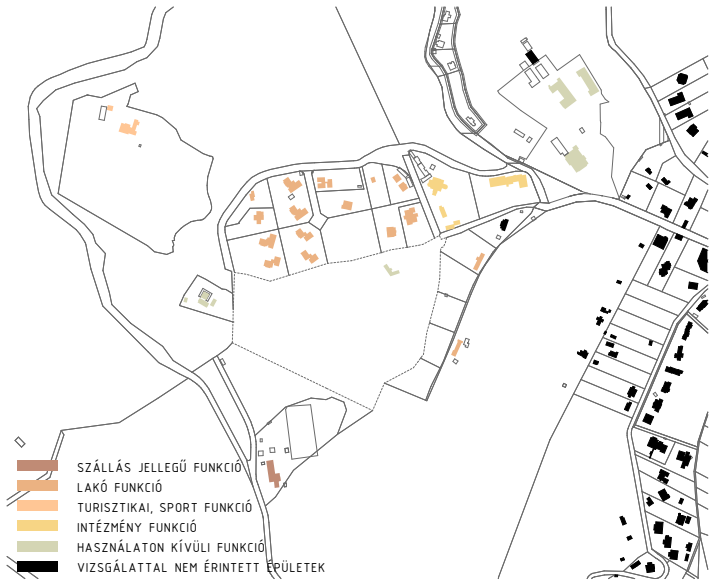 SZÁLLÁS JELLEGŰ FUNKCIÓ
LAKÓ FUNKCIÓ
TURISZTIKAI, SPORT FUNKCIÓ
INTÉZMÉNY FUNKCIÓ
HASZNÁLATON KÍVÜLI FUNKCIÓ
VIZSGÁLATTAL NEM ÉRINTETT ÉPÜLETEK